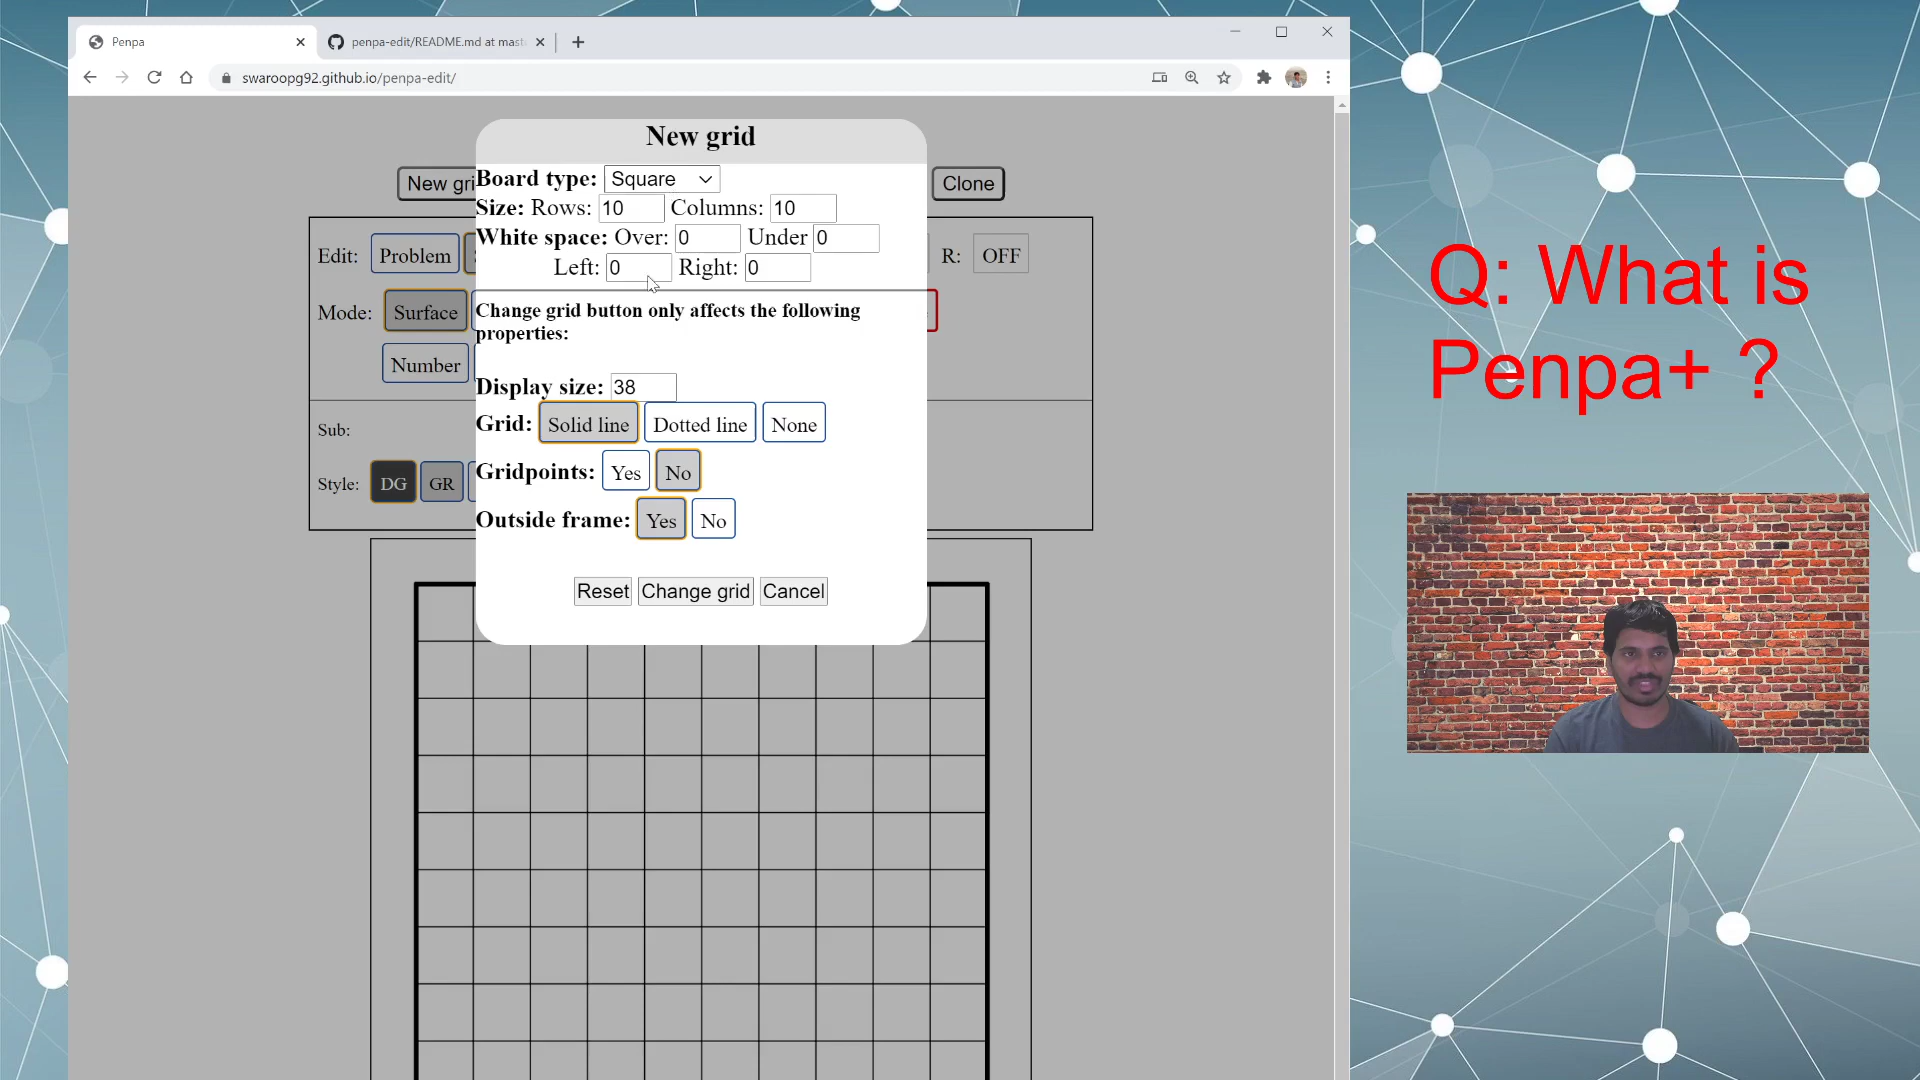 Penpa
penpa-edit/README.md at mast
swaroopg92.github.io/penpa-edit/
New grid
New gri
Clone
Board type: Square
Size: Rows: 10 Columns: 10
White space: Over: 0 Under 0
Left: 0 Right: 0
Edit: Problem
R: OFF
Mode: Surface
Number
Change grid button only affects the following
properties:
Display size: 38
Grid: Solid line Dotted line None
Sub:
Gridpoints: Yes No
Style: DG GR
Outside frame: Yes No
Reset Change grid Cancel
Q: What is
Penpa+ ?